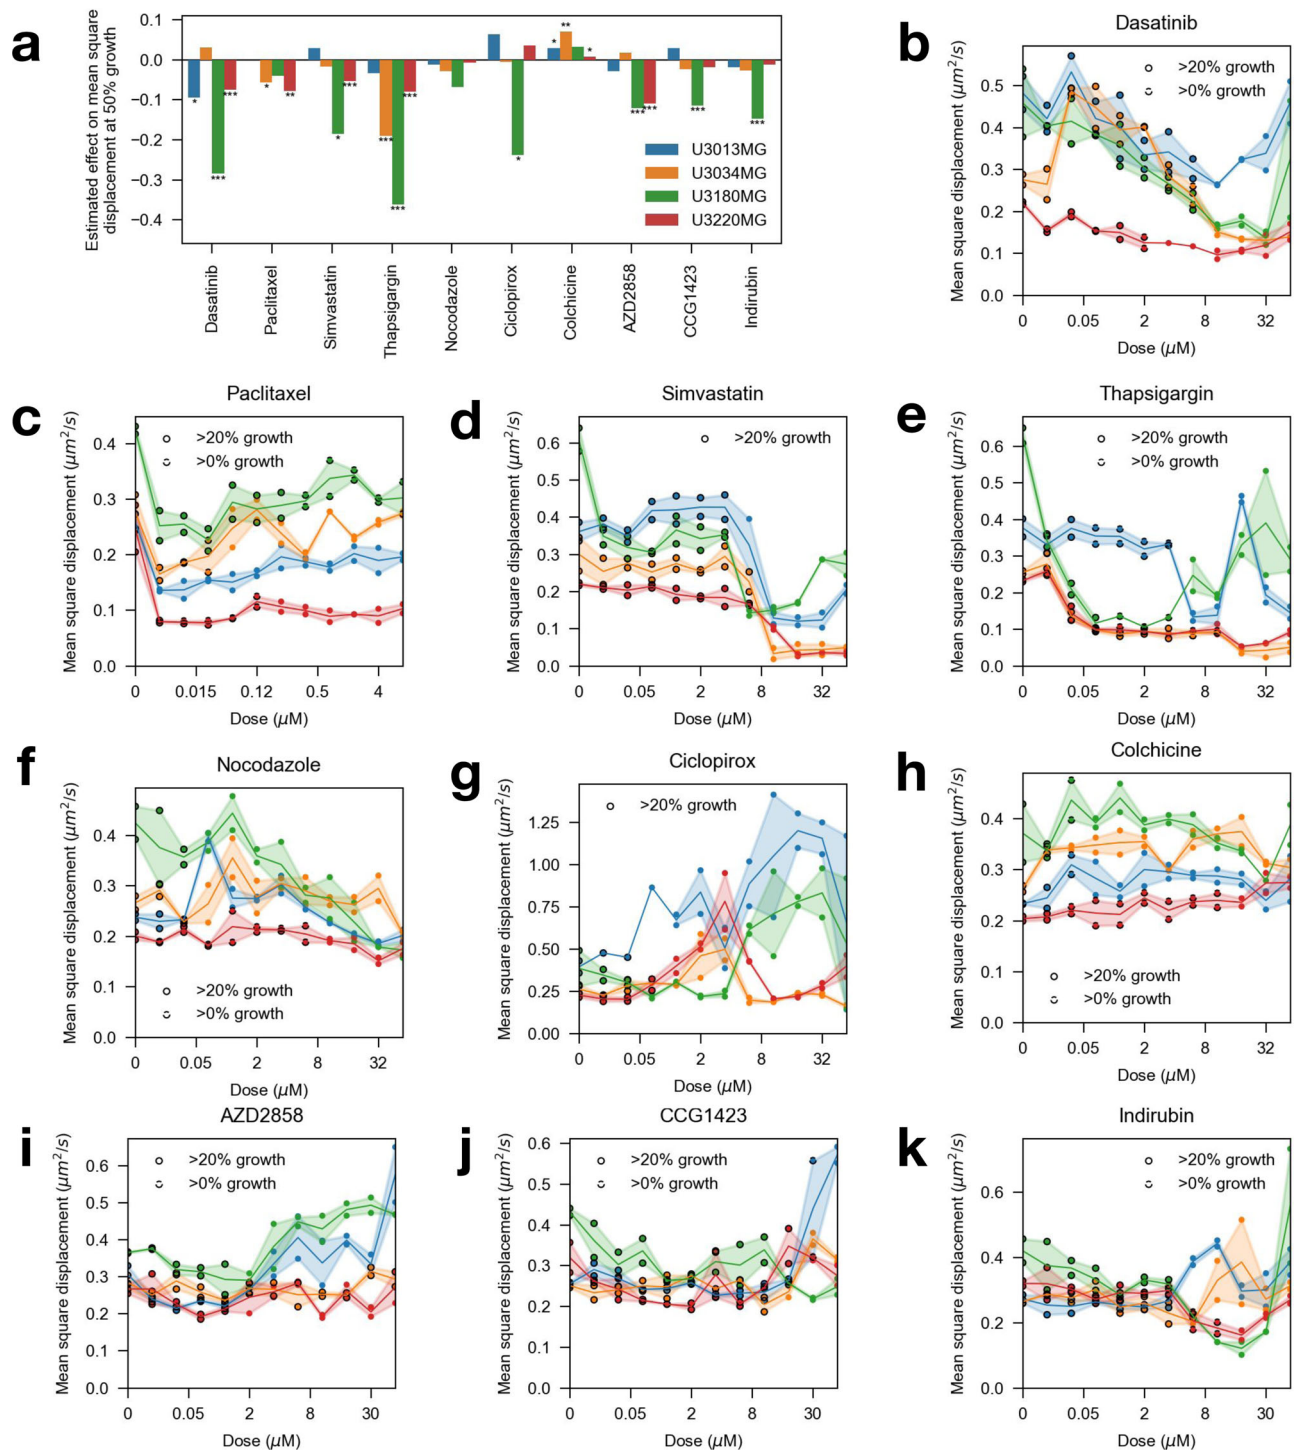 a
Estimated effect on mean square
displacement at 50% growth
0.1
0.0
−0.1
−0.2
−0.3
−0.4
*
***
***
*
**
*
***
***
***
***
*
*
**
*
***
***
***
***
U3013MG
U3034MG
U3180MG
U3220MG
Dasatinib
Paclitaxel
Simvastatin
Thapsigargin
Nocodazole
Ciclopirox
Colchicine
AZD2858
CCG1423
Indirubin
b
Dasatinib
Mean square displacement (μm²/s)
>20% growth
>0% growth
0.5
0.4
0.3
0.2
0.1
0.0
0 0.05 2 8 32
Dose (μM)
c
Paclitaxel
Mean square displacement (μm²/s)
>20% growth
>0% growth
0.4
0.3
0.2
0.1
0.0
0 0.015 0.12 0.5 4
Dose (μM)
d
Simvastatin
Mean square displacement (μm²/s)
>20% growth
0.6
0.5
0.4
0.3
0.2
0.1
0.0
0 0.05 2 8 32
Dose (μM)
e
Thapsigargin
Mean square displacement (μm²/s)
>20% growth
>0% growth
0.6
0.5
0.4
0.3
0.2
0.1
0.0
0 0.05 2 8 32
Dose (μM)
f
Nocodazole
Mean square displacement (μm²/s)
0.4
0.3
0.2
0.1
0.0
>20% growth
>0% growth
0 0.05 2 8 32
Dose (μM)
g
Ciclopirox
Mean square displacement (μm²/s)
>20% growth
1.25
1.00
0.75
0.50
0.25
0.00
0 0.05 2 8 32
Dose (μM)
h
Colchicine
Mean square displacement (μm²/s)
0.4
0.3
0.2
0.1
0.0
>20% growth
>0% growth
0 0.05 2 8 32
Dose (μM)
i
AZD2858
Mean square displacement (μm²/s)
>20% growth
>0% growth
0.6
0.5
0.4
0.3
0.2
0.1
0.0
0 0.05 2 8 30
Dose (μM)
j
CCG1423
Mean square displacement (μm²/s)
>20% growth
>0% growth
0.6
0.5
0.4
0.3
0.2
0.1
0.0
0 0.05 2 8 30
Dose (μM)
k
Indirubin
Mean square displacement (μm²/s)
>20% growth
>0% growth
0.6
0.4
0.2
0.0
0 0.05 2 8 32
Dose (μM)